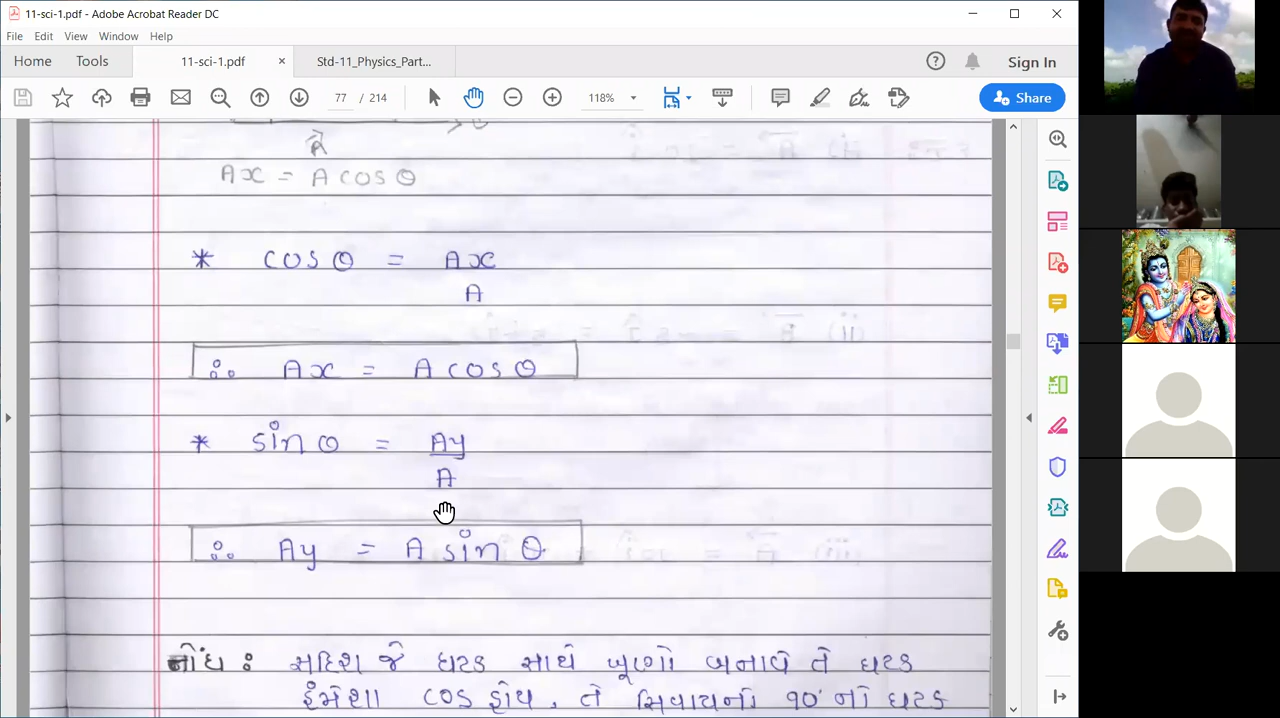 11-sci-1.pdf - Adobe Acrobat Reader DC
File Edit View Window Help
Home Tools 11-sci-1.pdf × Std-11_Physics_Part... Sign In
77 / 214 118% Share
Ax = A cos θ
* cos θ = Ax
A
∴ Ax = A cos θ
* sin θ = Ay
A
∴ Ay = A sin θ
નોંધ : સદિશ જે ઘટક સાથે ખૂણો બનાવે તે ઘટક
હંમેશા cos હોય, તે સિવાયનો ૧૦° નો ઘટક